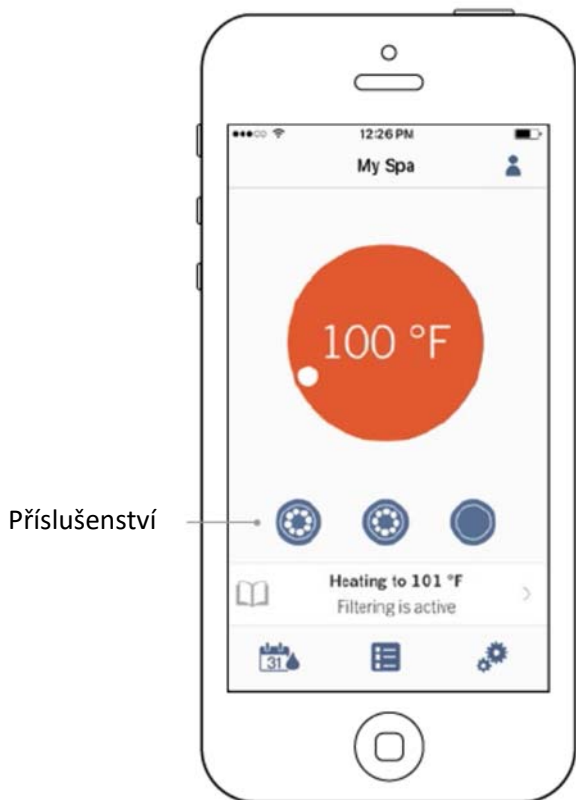 12:26 PM
My Spa
100 °F
Příslušenství
Heating to 101 °F
Filtering is active
31